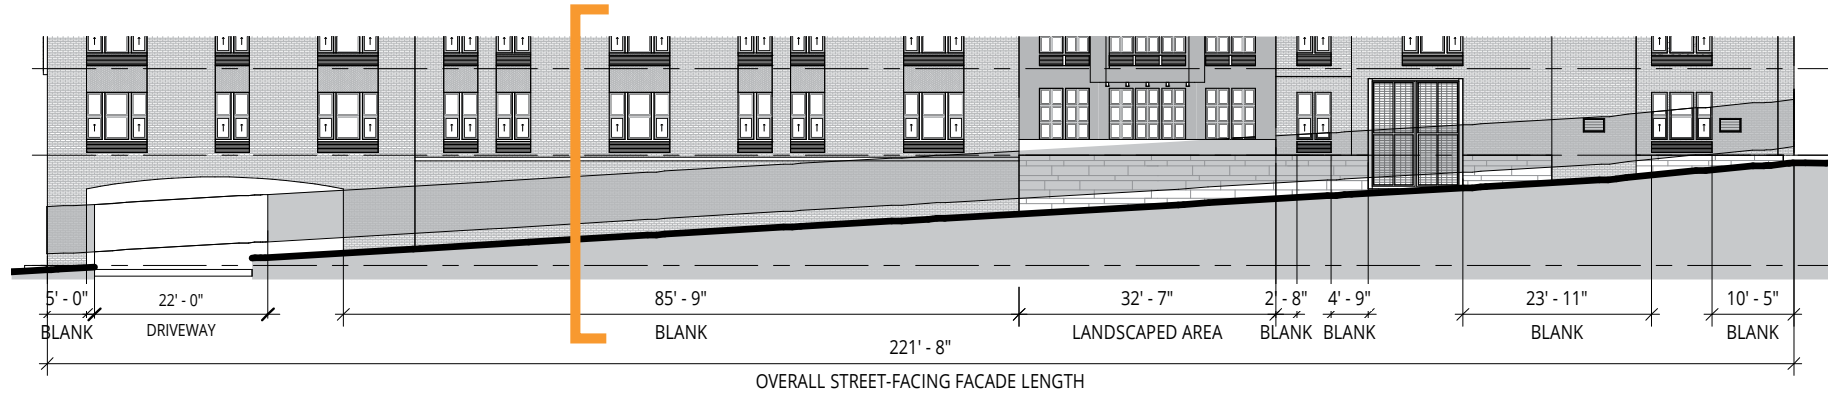 5' - 0" 22' - 0" 85' - 9" 32' - 7" 2' - 8" 4' - 9" 23' - 11" 10' - 5"
BLANK DRIVEWAY BLANK LANDSCAPED AREA BLANK BLANK BLANK BLANK
221' - 8"
OVERALL STREET-FACING FACADE LENGTH